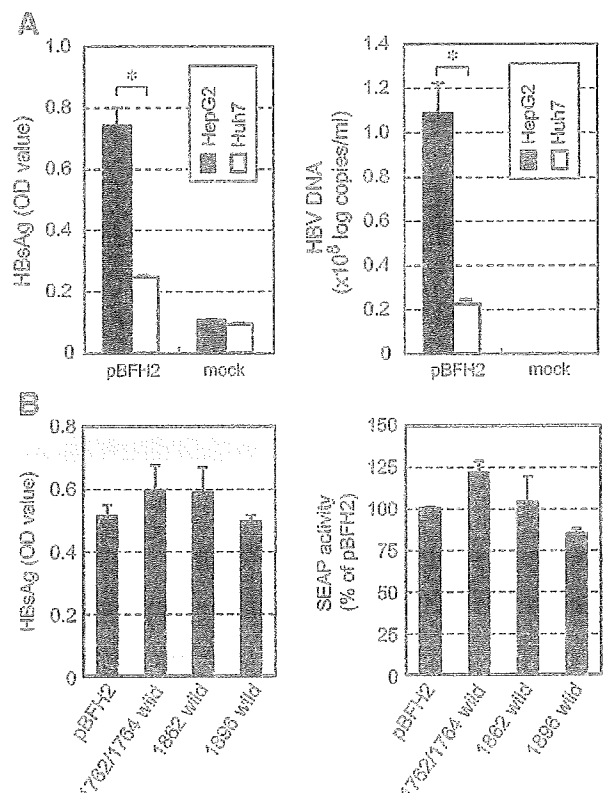 A
HBsAg (OD value)
1.0
0.8
0.6
0.4
0.2
0
*
HepG2
Huh7
pBFH2
mock
HBV DNA
(x10⁸ log copies/ml)
1.4
1.2
1.0
0.8
0.6
0.4
0.2
0
*
HepG2
Huh7
pBFH2
mock
B
(HBsAg (OD value)
0.8
0.6
0.4
0.2
0
pBFH2
1762/1764 wild
1862 wild
1896 wild
SEAP activity
(% of pBFH2)
150
125
100
75
50
25
0
pBFH2
1762/1764 wild
1862 wild
1896 wild